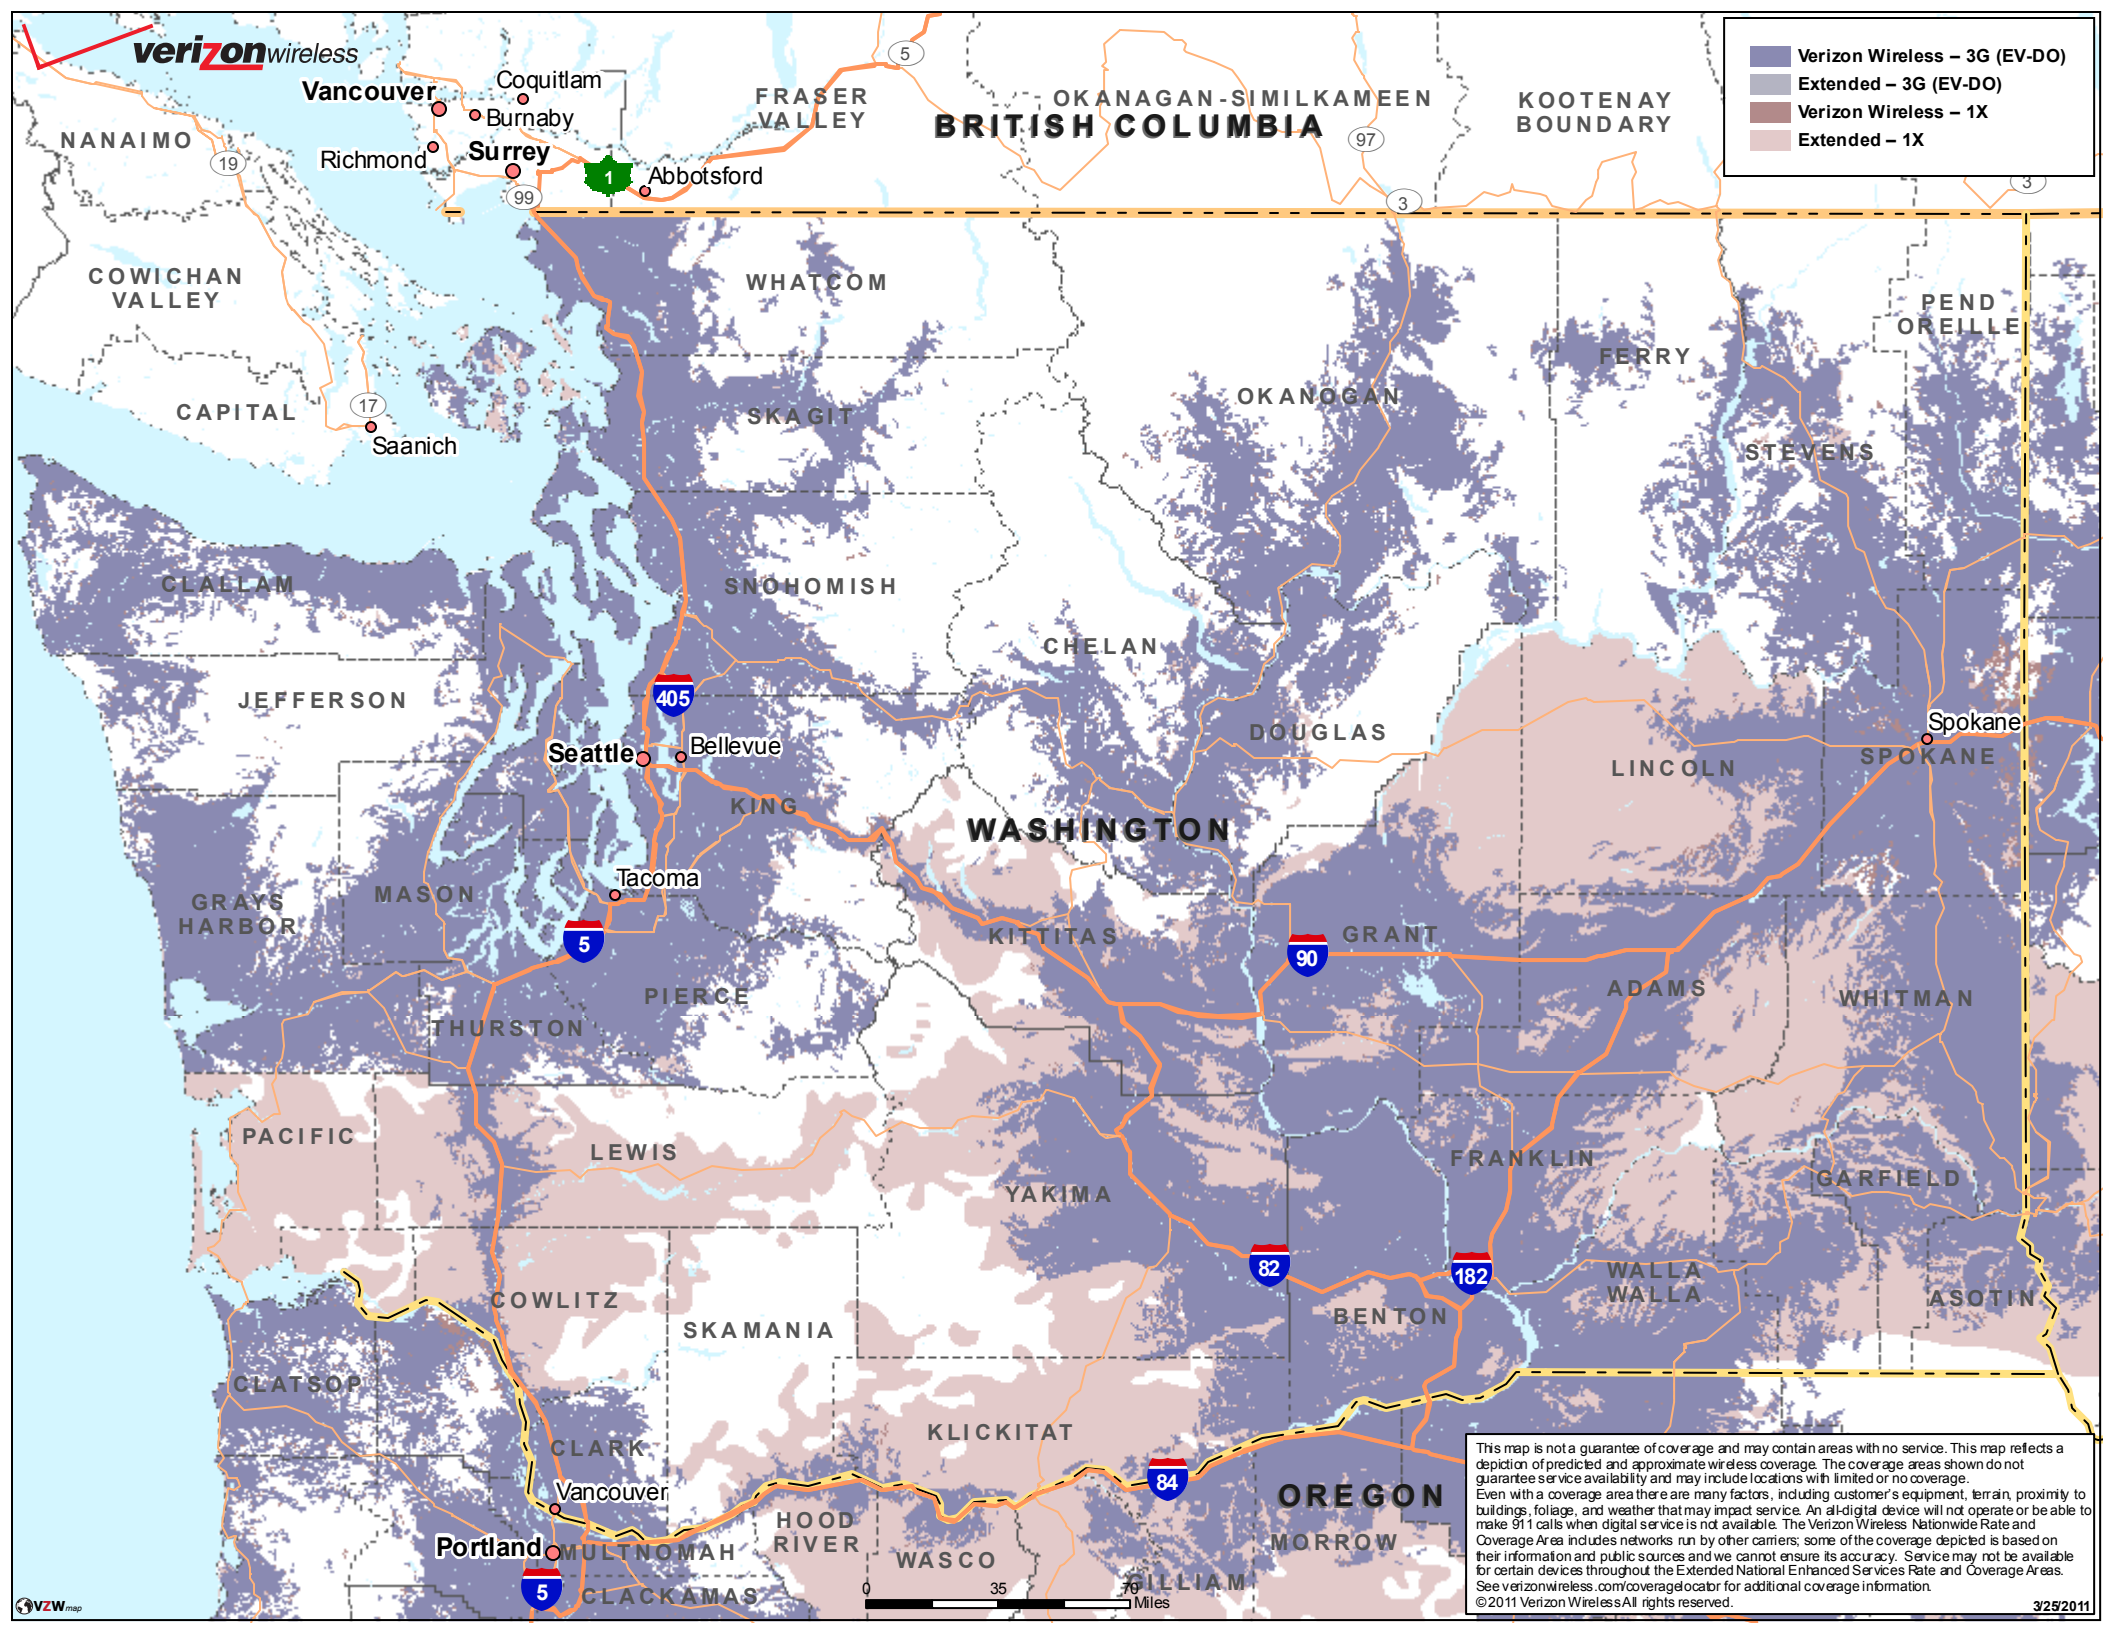 verizonwireless
Verizon Wireless – 3G (EV-DO)
Extended – 3G (EV-DO)
Verizon Wireless – 1X
Extended – 1X
5
Coquitlam
Vancouver
Burnaby
FRASER
VALLEY
OKANAGAN-SIMILKAMEEN
KOOTENAY
BOUNDARY
BRITISH COLUMBIA
NANAIMO
19
Richmond
Surrey
97
1
Abbotsford
99
3
3
COWICHAN
VALLEY
WHATCOM
PEND
OREILLE
FERRY
CAPITAL
17
Saanich
SKAGIT
OKANOGAN
STEVENS
CLALLAM
SNOHOMISH
CHELAN
JEFFERSON
405
Seattle
Bellevue
DOUGLAS
Spokane
SPOKANE
LINCOLN
KING
WASHINGTON
Tacoma
MASON
GRAYS
HARBOR
5
KITTITAS
90
GRANT
PIERCE
ADAMS
WHITMAN
THURSTON
PACIFIC
LEWIS
YAKIMA
FRANKLIN
GARFIELD
82
182
WALLA
WALLA
ASOTIN
COWLITZ
SKAMANIA
BENTON
CLATSOP
KLICKITAT
CLARK
84
Vancouver
OREGON
HOOD
RIVER
Portland
MULTNOMAH
WASCO
MORROW
GILLIAM
5
CLACKAMAS
0 35 70
Miles
This map is not a guarantee of coverage and may contain areas with no service. This map reflects a
depiction of predicted and approximate wireless coverage. The coverage areas shown do not
guarantee service availability and may include locations with limited or no coverage.
Even with a coverage area there are many factors, including customer's equipment, terrain, proximity to
buildings, foliage, and weather that may impact service. An all-digital device will not operate or be able to
make 911 calls when digital service is not available. The Verizon Wireless Nationwide Rate and
Coverage Area includes networks run by other carriers; some of the coverage depicted is based on
their information and public sources and we cannot ensure its accuracy. Service may not be available
for certain devices throughout the Extended National Enhanced Services Rate and Coverage Areas.
See verizonwireless.com/coveragelocator for additional coverage information.
©2011 Verizon Wireless All rights reserved.
3/25/2011
VZWmap